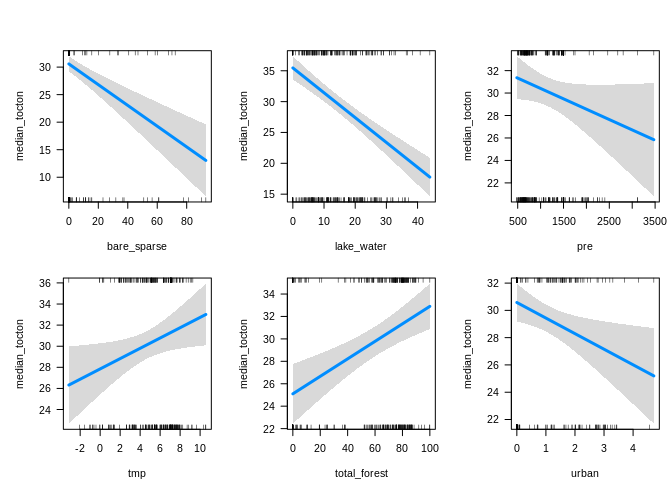 median_tocton
30
25
20
15
10
0 20 40 60 80
bare_sparse
median_tocton
35
30
25
20
15
0 10 20 30 40
lake_water
median_tocton
32
30
28
26
24
22
500 1500 2500 3500
pre
median_tocton
36
34
32
30
28
26
24
-2 0 2 4 6 8 10
tmp
median_tocton
34
32
30
28
26
24
22
0 20 40 60 80 100
total_forest
median_tocton
32
30
28
26
24
22
0 1 2 3 4
urban